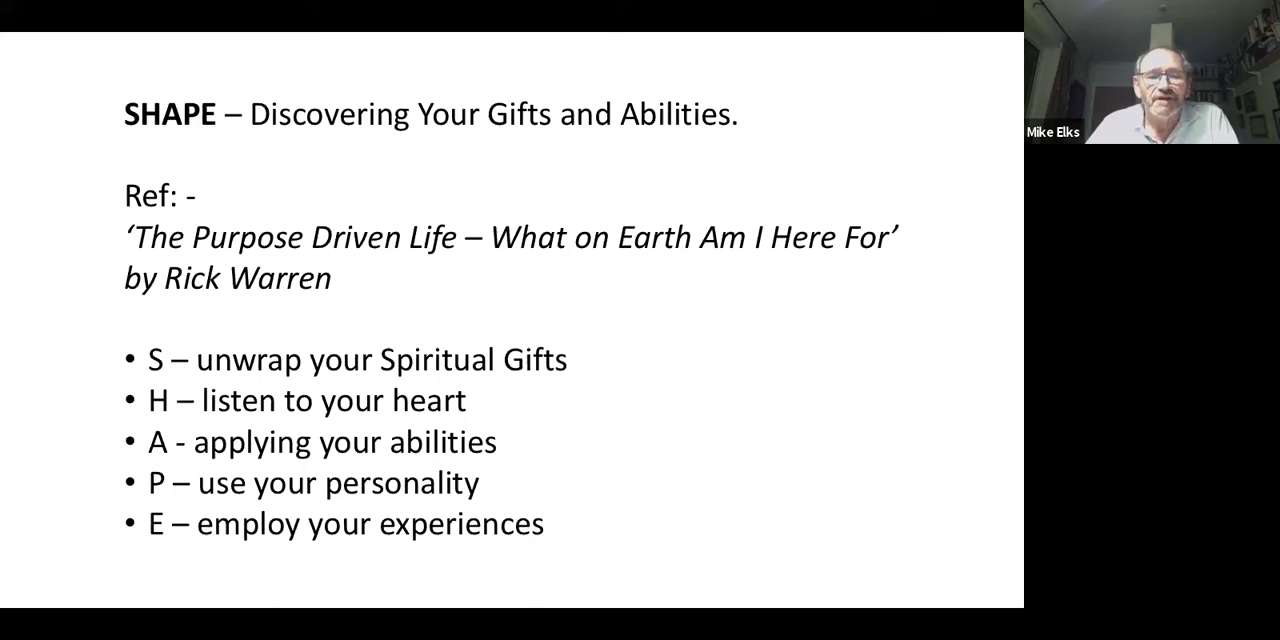 SHAPE – Discovering Your Gifts and Abilities.
Ref: -
‘The Purpose Driven Life – What on Earth Am I Here For’
by Rick Warren
• S – unwrap your Spiritual Gifts
• H – listen to your heart
• A - applying your abilities
• P – use your personality
• E – employ your experiences
Mike Elks